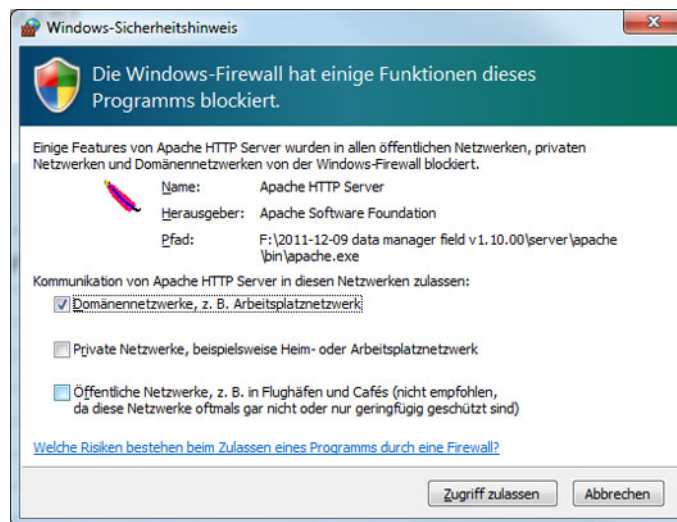 Windows-Sicherheitshinweis
Die Windows-Firewall hat einige Funktionen dieses
Programms blockiert.
Einige Features von Apache HTTP Server wurden in allen öffentlichen Netzwerken, privaten
Netzwerken und Domänennetzwerken von der Windows-Firewall blockiert.
Name: Apache HTTP Server
Herausgeber: Apache Software Foundation
Pfad: F:\2011-12-09 data manager field v1.10.00\server\apache
\bin\apache.exe
Kommunikation von Apache HTTP Server in diesen Netzwerken zulassen:
Domänennetzwerke, z. B. Arbeitsplatznetzwerk
Private Netzwerke, beispielsweise Heim- oder Arbeitsplatznetzwerk
Öffentliche Netzwerke, z. B. in Flughäfen und Cafés (nicht empfohlen,
da diese Netzwerke oftmals gar nicht oder nur geringfügig geschützt sind)
Welche Risiken bestehen beim Zulassen eines Programms durch eine Firewall?
Zugriff zulassen Abbrechen